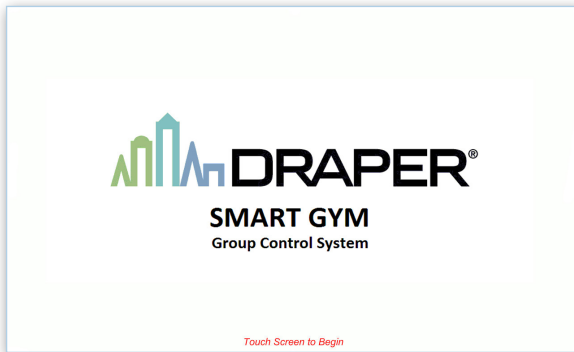 DRAPER®
SMART GYM
Group Control System
Touch Screen to Begin